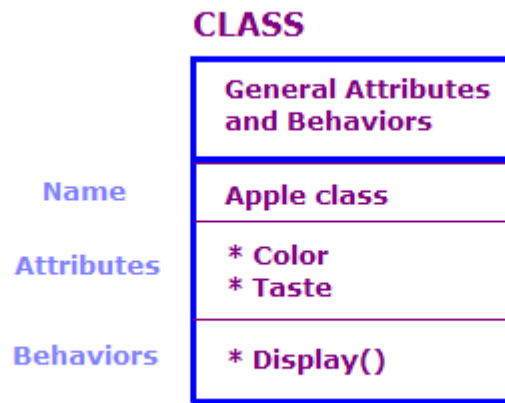 CLASS
General Attributes
and Behaviors
Name
Apple class
Attributes
* Color
* Taste
Behaviors
* Display()